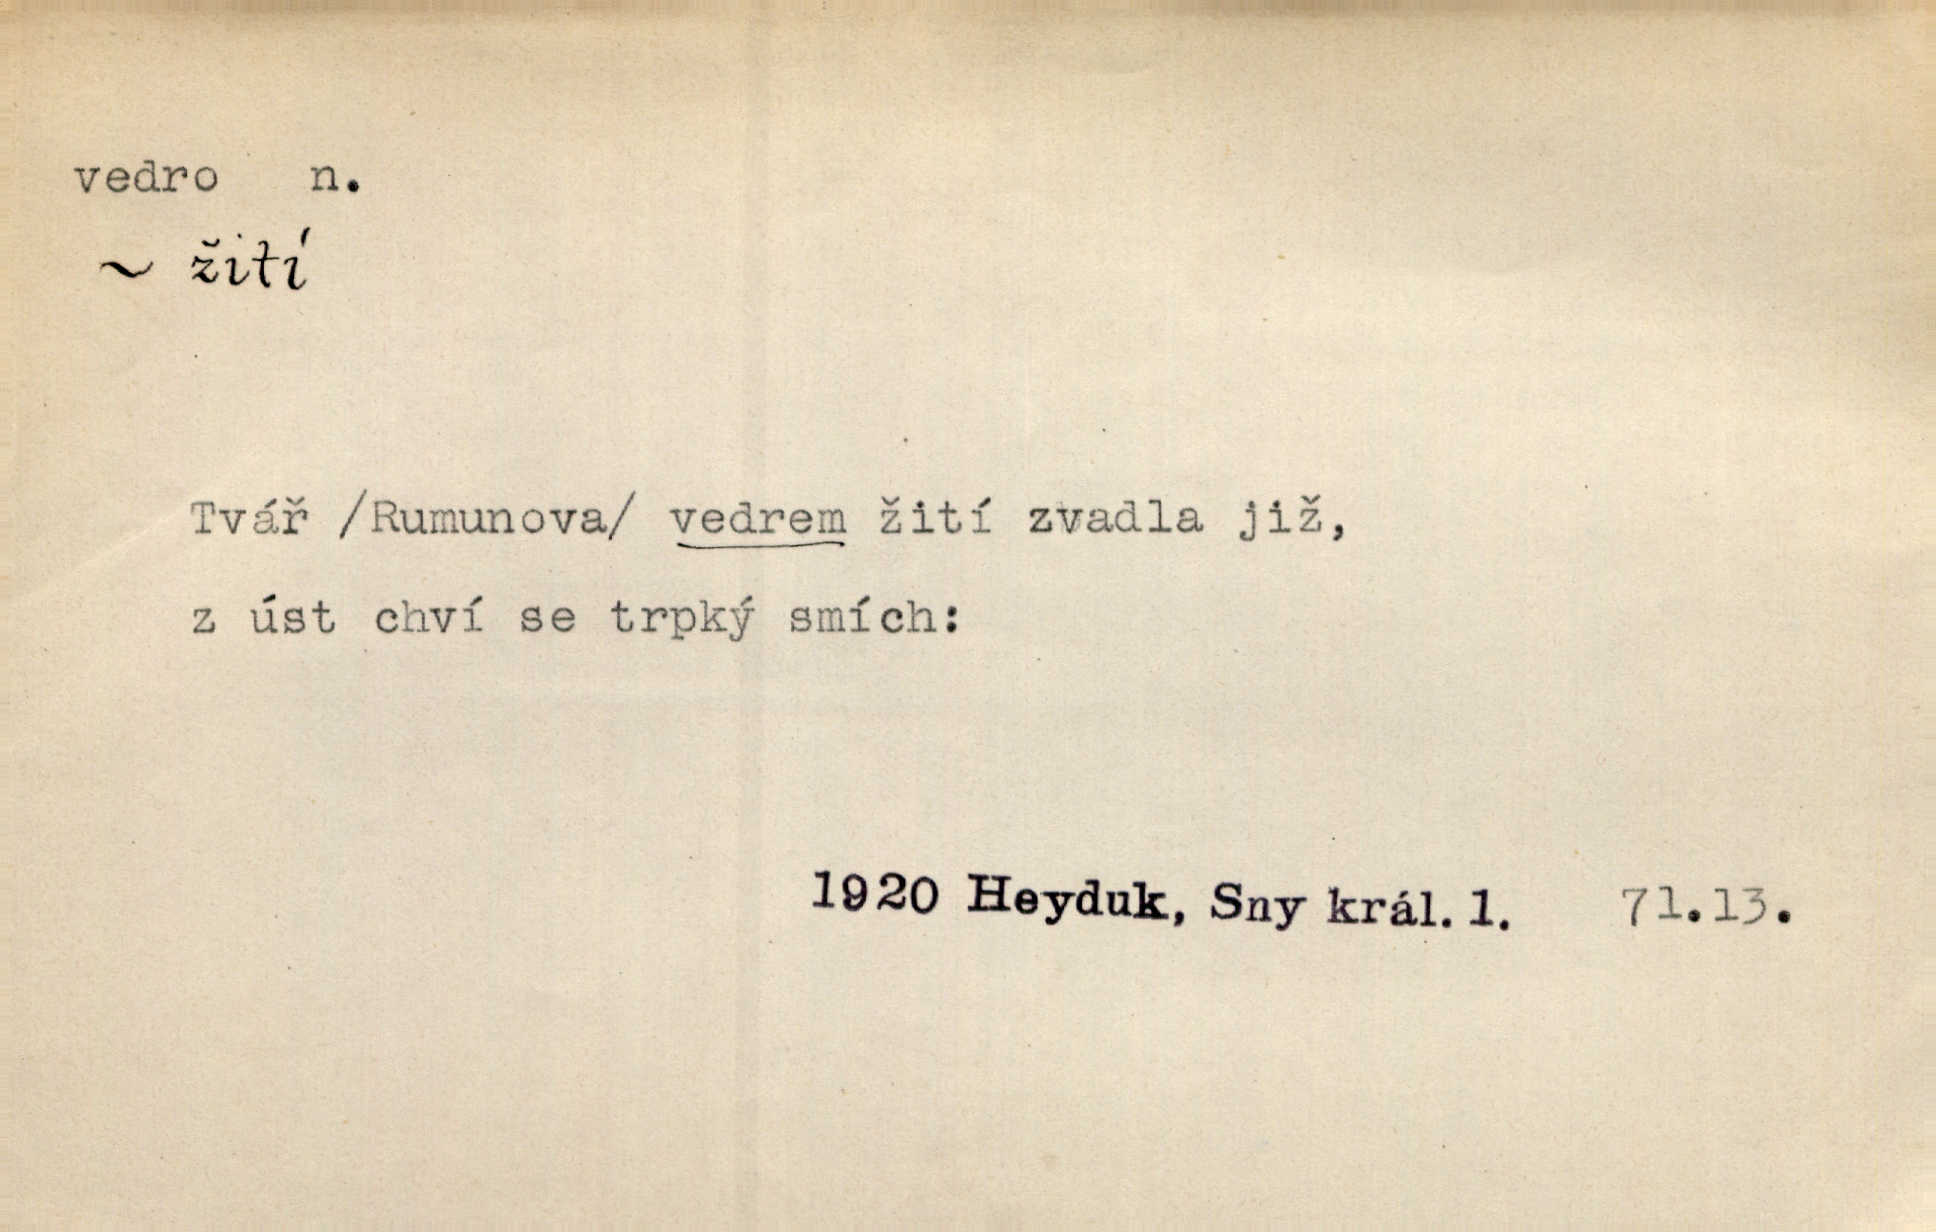 vedro n.
~ žití
Tvář /Rumunova/ vedrem žití zvadla již,
z úst chví se trpký smích:
1920 Heyduk, Sny král. 1. 71.13.